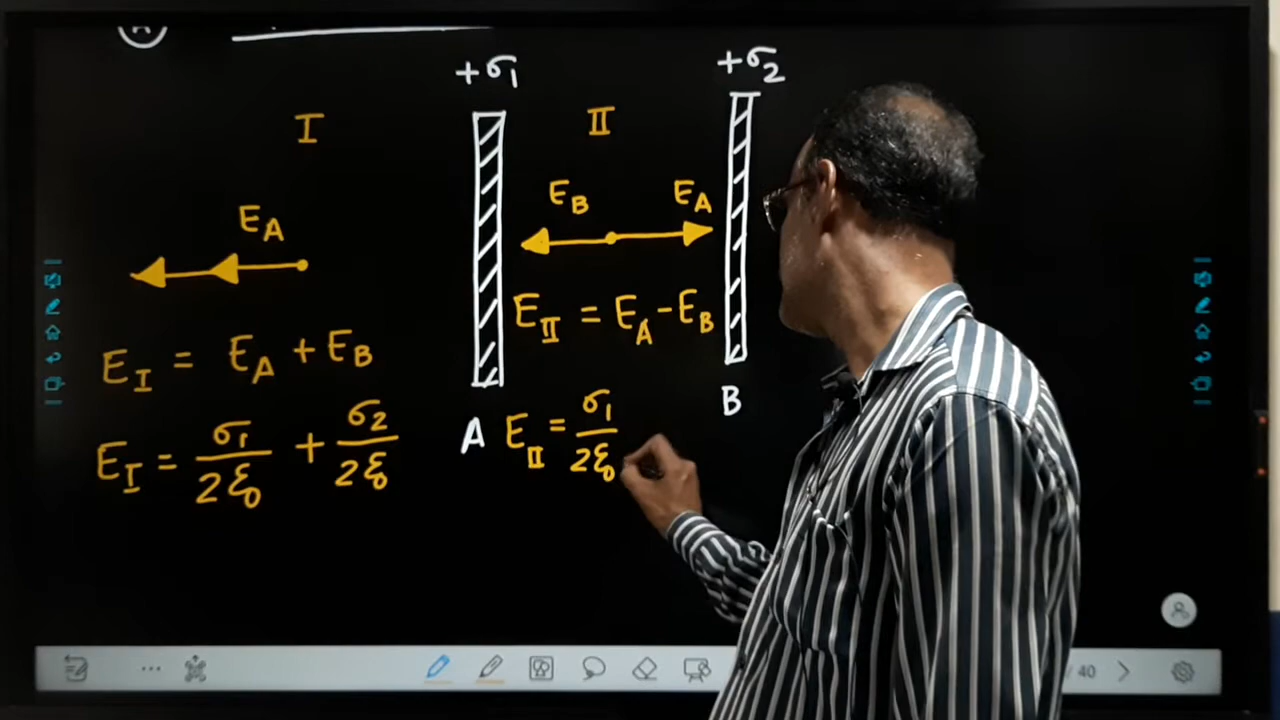 A
+σ1 +σ2
I II
EA EB EA
EII = EA - EB
EI = EA + EB
B
EI = σ1/2ε0 + σ2/2ε0
A EII = σ1/2ε0
/ 40